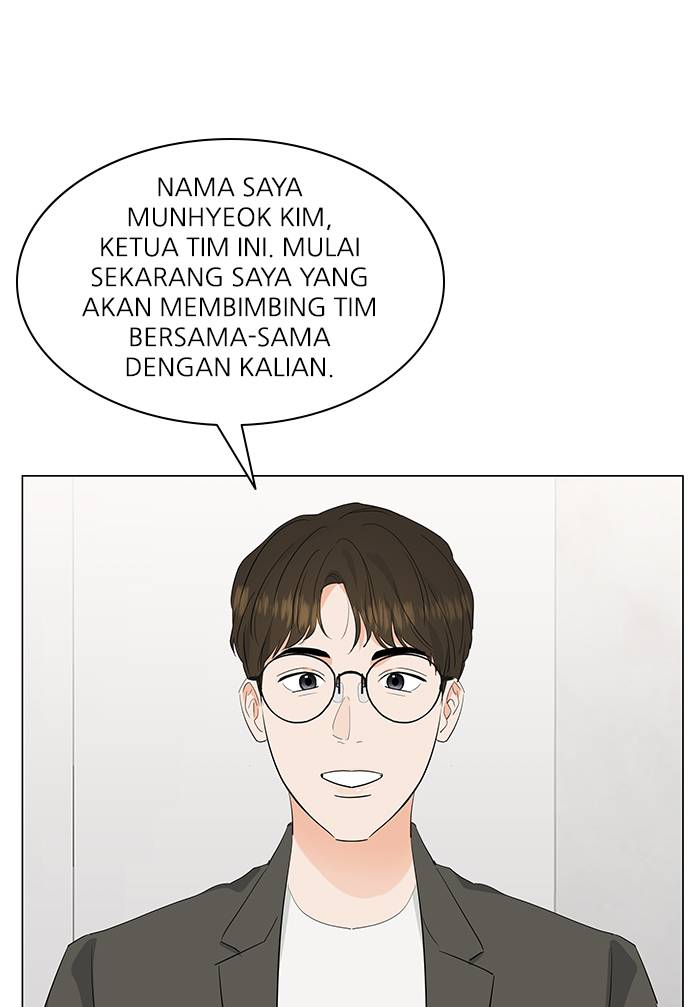 NAMA SAYA
MUNHYEOK KIM,
KETUA TIM INI. MULAI
SEKARANG SAYA YANG
AKAN MEMBIMBING TIM
BERSAMA-SAMA
DENGAN KALIAN.